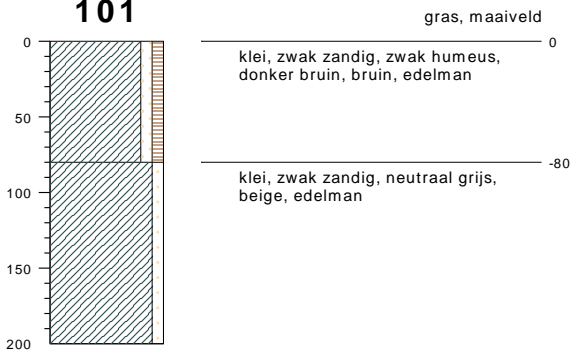 101
gras, maaiveld
0
0
klei, zwak zandig, zwak humeus,
donker bruin, bruin, edelman
50
-80
klei, zwak zandig, neutraal grijs,
beige, edelman
100
150
200